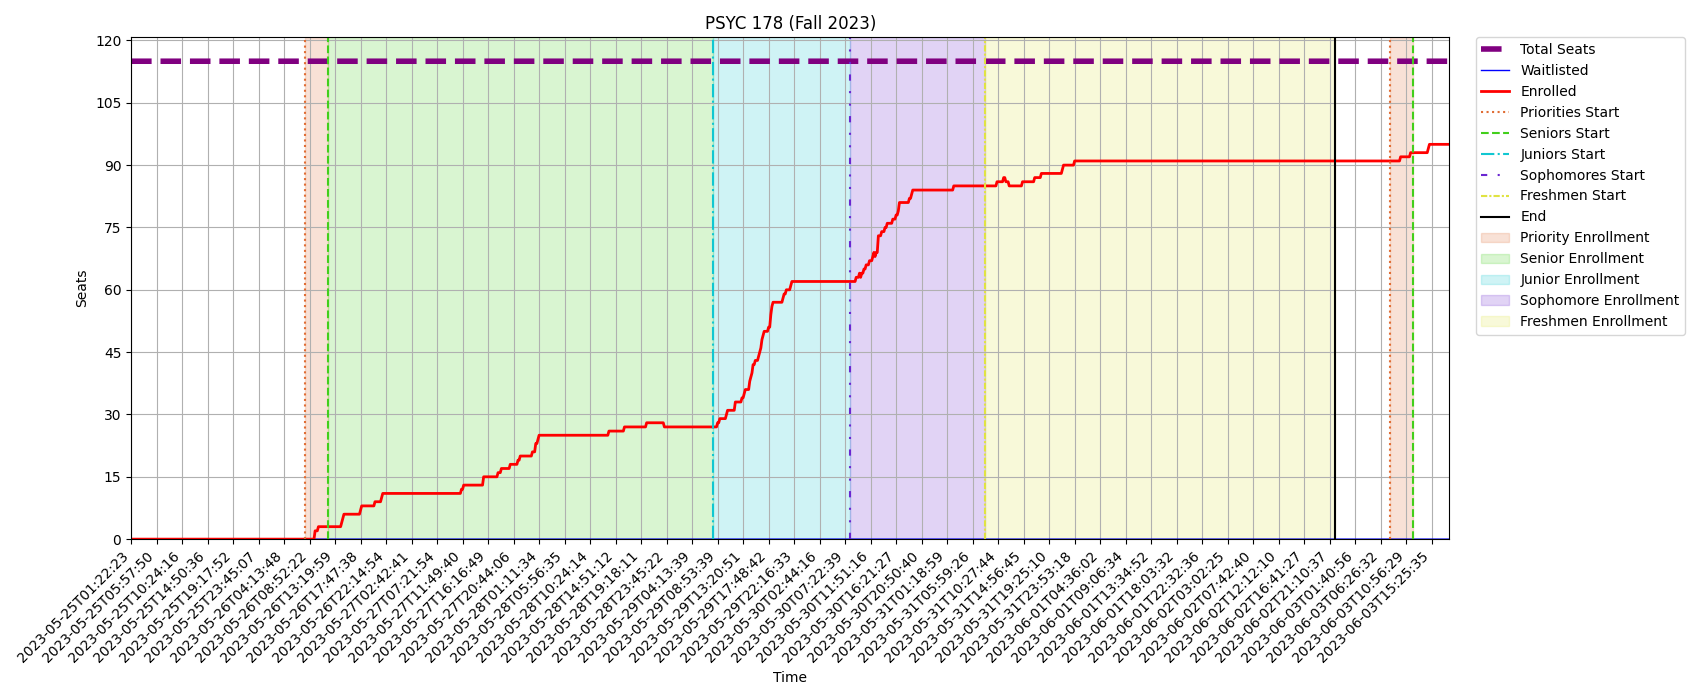 PSYC 178 (Fall 2023)
120
105
90
75
60
45
30
15
0
Seats
2023-05-25T01:22:23
2023-05-25T05:57:50
2023-05-25T10:24:16
2023-05-25T14:50:36
2023-05-25T19:17:52
2023-05-25T23:45:07
2023-05-26T04:13:48
2023-05-26T08:52:22
2023-05-26T13:19:59
2023-05-26T17:47:38
2023-05-26T22:14:54
2023-05-27T02:42:41
2023-05-27T07:21:54
2023-05-27T11:49:40
2023-05-27T16:16:49
2023-05-27T20:44:06
2023-05-28T01:11:34
2023-05-28T05:56:35
2023-05-28T10:24:14
2023-05-28T14:51:12
2023-05-28T19:18:11
2023-05-28T23:45:22
2023-05-29T04:13:39
2023-05-29T08:53:39
2023-05-29T13:20:51
2023-05-29T17:48:42
2023-05-29T22:16:33
2023-05-30T02:44:16
2023-05-30T07:22:39
2023-05-30T11:51:16
2023-05-30T16:21:27
2023-05-30T20:50:40
2023-05-31T01:18:59
2023-05-31T05:59:26
2023-05-31T10:27:44
2023-05-31T14:56:45
2023-05-31T19:25:10
2023-05-31T23:53:18
2023-06-01T04:36:02
2023-06-01T09:06:34
2023-06-01T13:34:52
2023-06-01T18:03:32
2023-06-01T22:32:36
2023-06-02T03:02:25
2023-06-02T07:42:40
2023-06-02T12:12:10
2023-06-02T16:41:27
2023-06-02T21:10:37
2023-06-03T01:40:56
2023-06-03T06:26:32
2023-06-03T10:56:29
2023-06-03T15:25:35
Time
Total Seats
Waitlisted
Enrolled
Priorities Start
Seniors Start
Juniors Start
Sophomores Start
Freshmen Start
End
Priority Enrollment
Senior Enrollment
Junior Enrollment
Sophomore Enrollment
Freshmen Enrollment